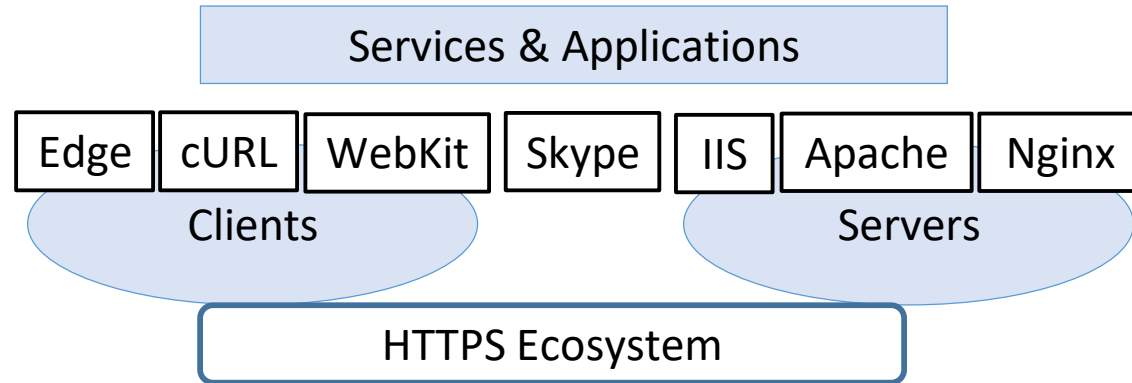 Services & Applications
Edge cURL WebKit Skype IIS Apache Nginx
Clients Servers
HTTPS Ecosystem